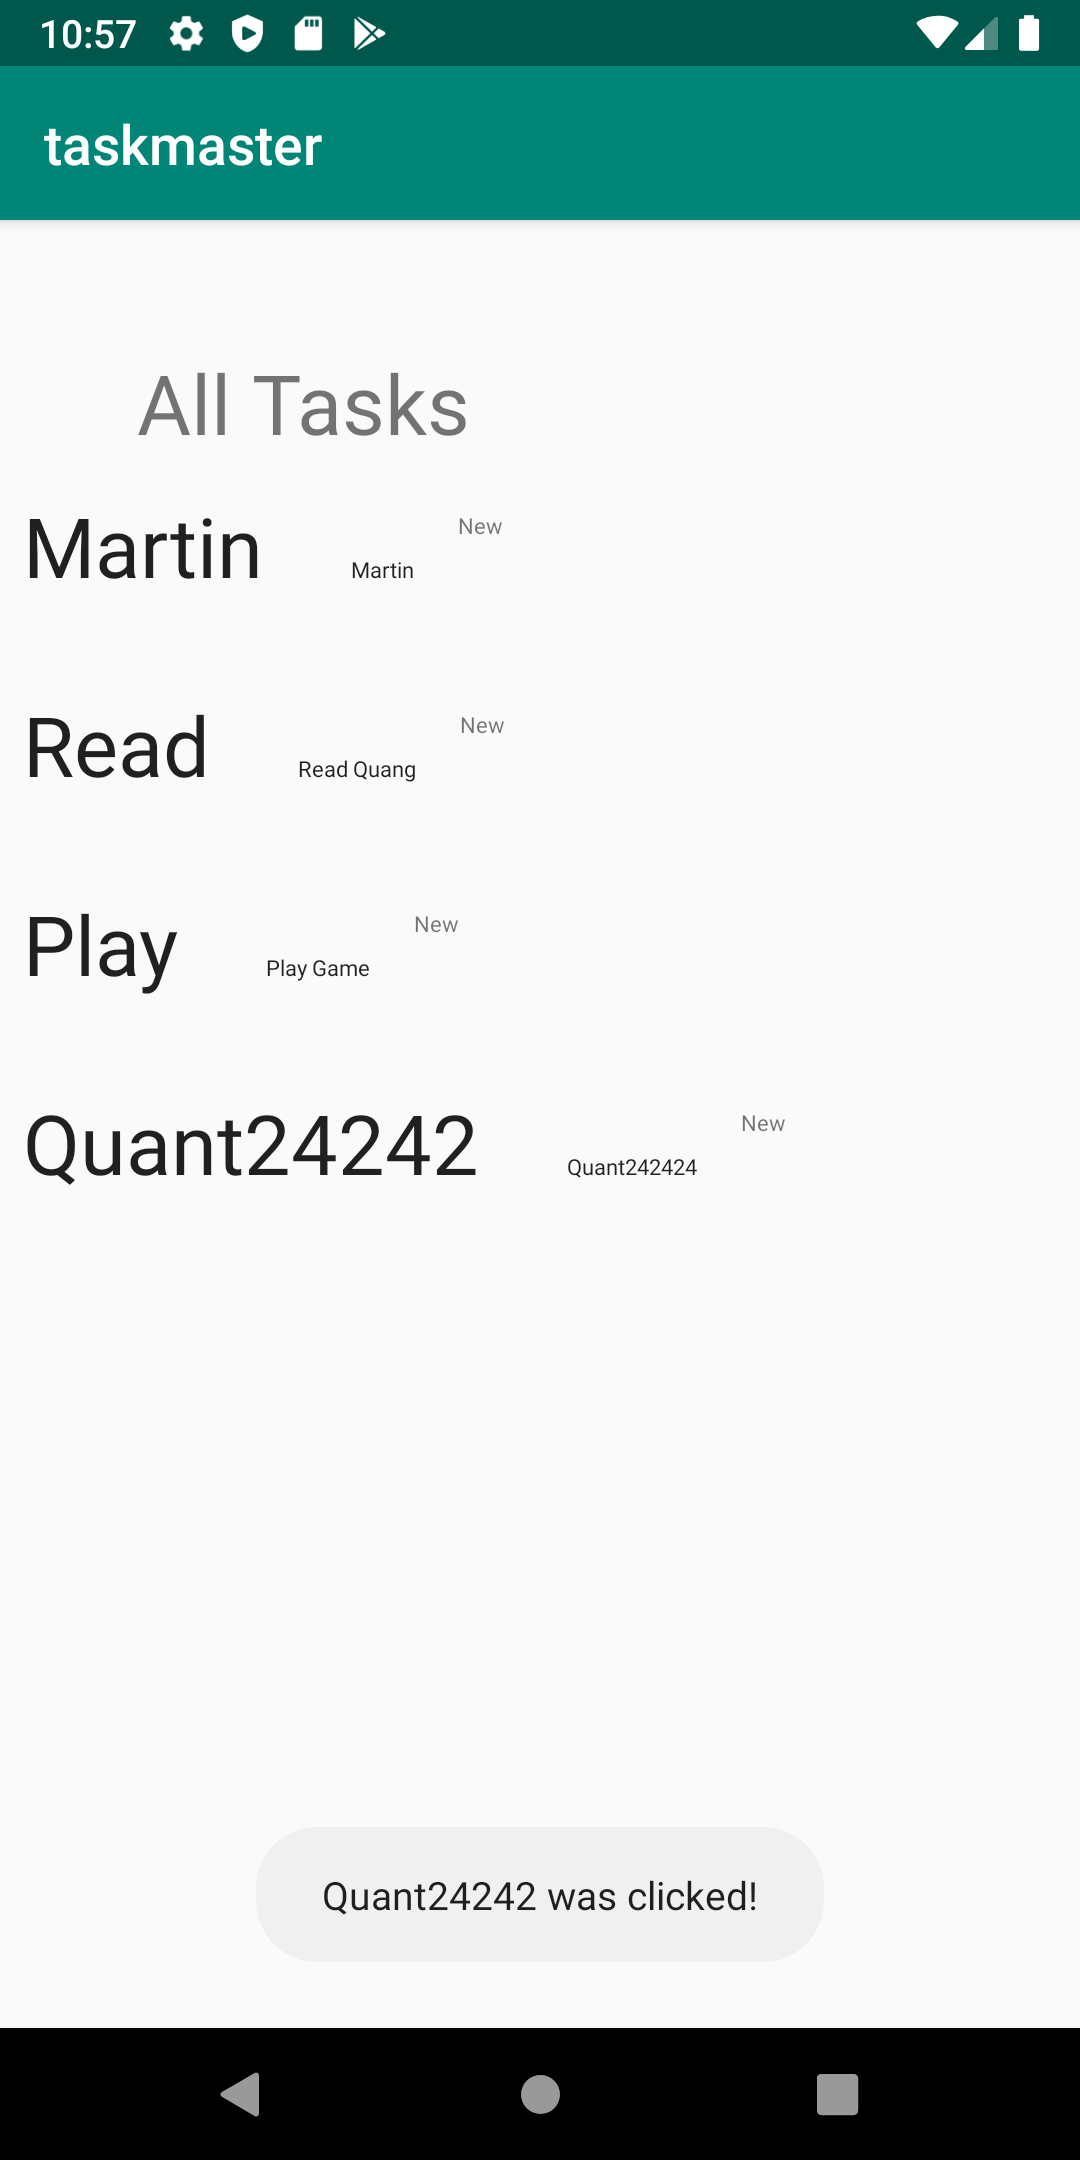 10:57
taskmaster
All Tasks
Martin
Martin
New
Read
Read Quang
New
Play
Play Game
New
Quant24242
Quant242424
New
Quant24242 was clicked!